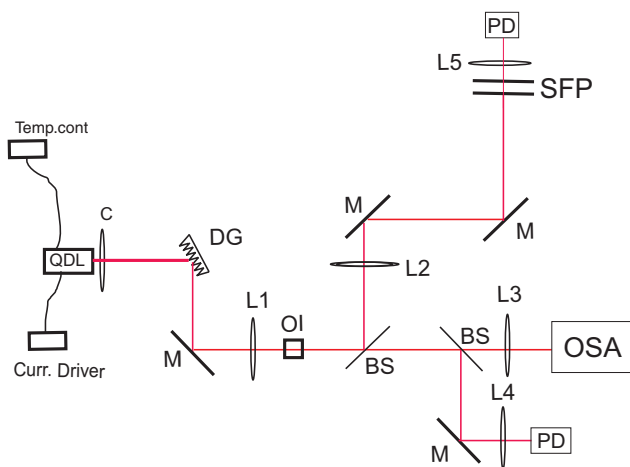 PD
L5
SFP
Temp.cont
C
DG
M
M
QDL
L2
L1
OI
L3
M
BS
BS
OSA
Curr. Driver
L4
M
PD